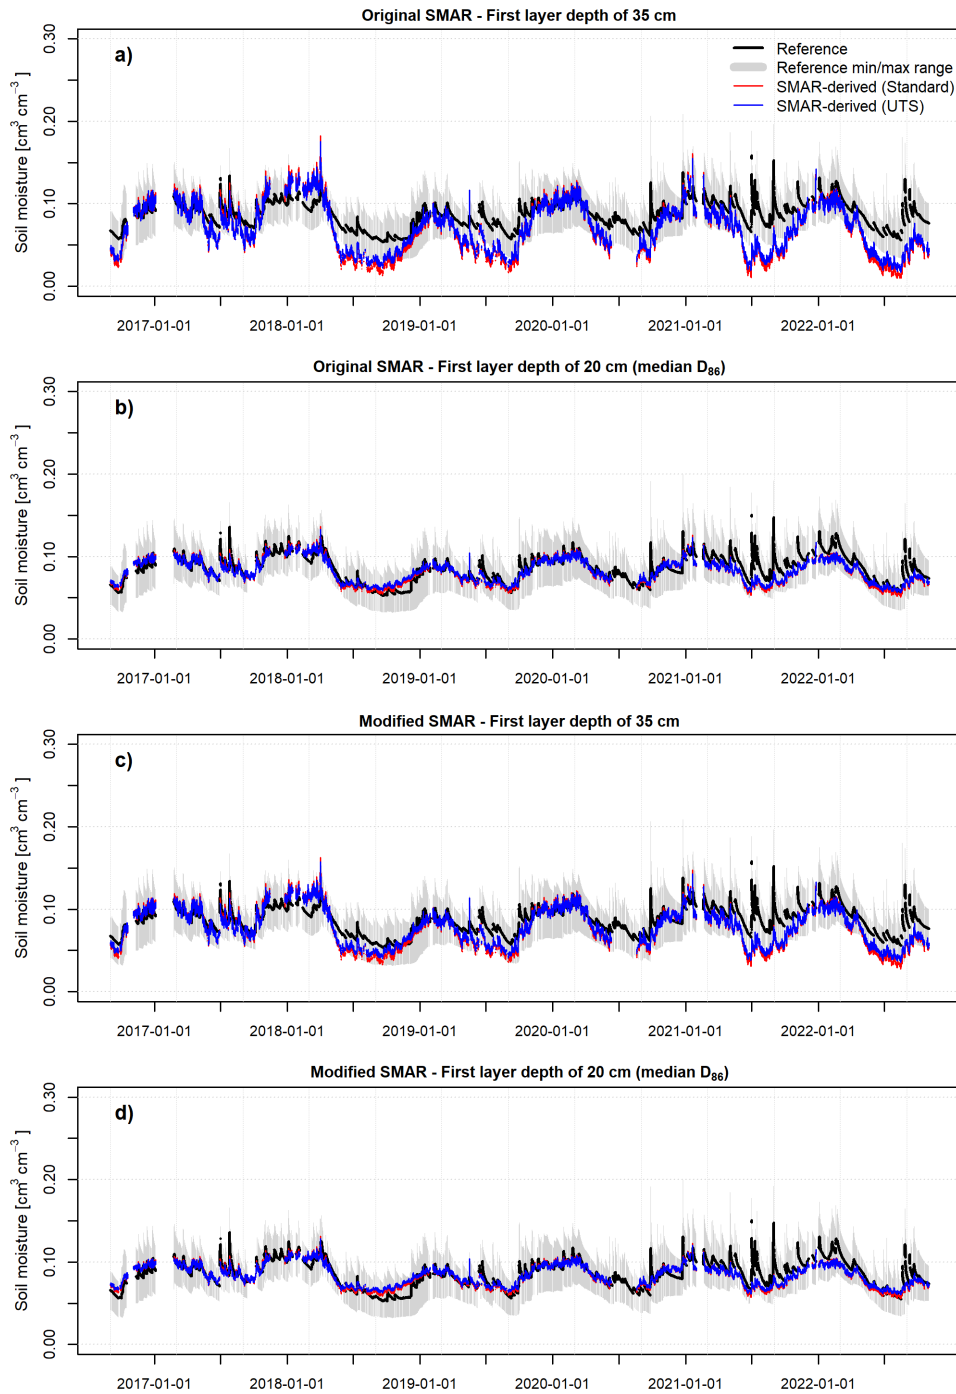 Original SMAR - First layer depth of 35 cm
a)
Reference
Reference min/max range
SMAR-derived (Standard)
SMAR-derived (UTS)
Soil moisture [cm³ cm⁻³ ]
0.30
0.20
0.10
0.00
2017-01-01 2018-01-01 2019-01-01 2020-01-01 2021-01-01 2022-01-01
Original SMAR - First layer depth of 20 cm (median D₈₆)
b)
Soil moisture [cm³ cm⁻³ ]
0.30
0.20
0.10
0.00
2017-01-01 2018-01-01 2019-01-01 2020-01-01 2021-01-01 2022-01-01
Modified SMAR - First layer depth of 35 cm
c)
Soil moisture [cm³ cm⁻³ ]
0.30
0.20
0.10
0.00
2017-01-01 2018-01-01 2019-01-01 2020-01-01 2021-01-01 2022-01-01
Modified SMAR - First layer depth of 20 cm (median D₈₆)
d)
Soil moisture [cm³ cm⁻³ ]
0.30
0.20
0.10
0.00
2017-01-01 2018-01-01 2019-01-01 2020-01-01 2021-01-01 2022-01-01